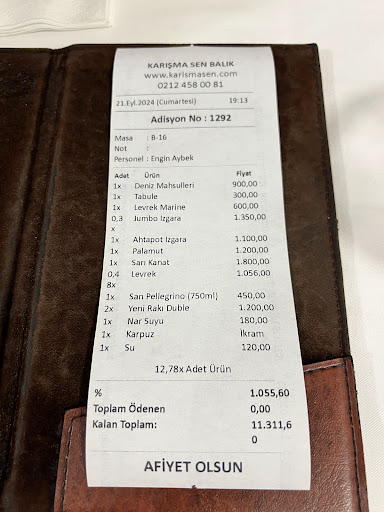 KARIŞMA SEN BALIK
www.karismasen.com
0212 458 00 81
21.Eyl.2024 (Cumartesi) 19:13
Adisyon No : 1292
Masa : B-16
Not :
Personel : Engin Aybek
Adet Ürün Fiyat
1x Deniz Mahsulleri 900,00
1x Tabule 300,00
1x Levrek Marine 600,00
0,3 Jumbo Izgara 1.350,00
x
1x Ahtapot Izgara 1.100,00
1x Palamut 1.200,00
1x Sarı Kanat 1.800,00
0,4 Levrek 1.056,00
8x
1x San Pellegrino (750ml) 450,00
2x Yeni Rakı Duble 1.200,00
1x Nar Suyu 180,00
1x Karpuz İkram
1x Su 120,00
12,78x Adet Ürün
% 1.055,60
Toplam Ödenen 0,00
Kalan Toplam: 11.311,6
0
AFİYET OLSUN